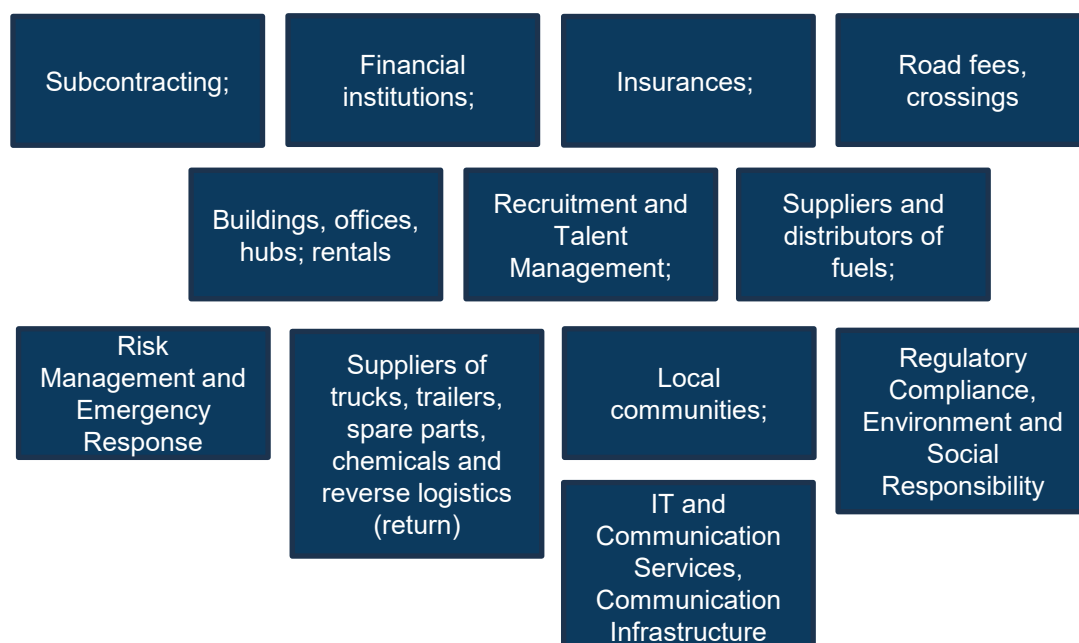 Subcontracting;
Financial
institutions;
Insurances;
Road fees,
crossings
Buildings, offices,
hubs; rentals
Recruitment and
Talent
Management;
Suppliers and
distributors of
fuels;
Risk
Management and
Emergency
Response
Suppliers of
trucks, trailers,
spare parts,
chemicals and
reverse logistics
(return)
Local
communities;
Regulatory
Compliance,
Environment and
Social
Responsibility
IT and
Communication
Services,
Communication
Infrastructure